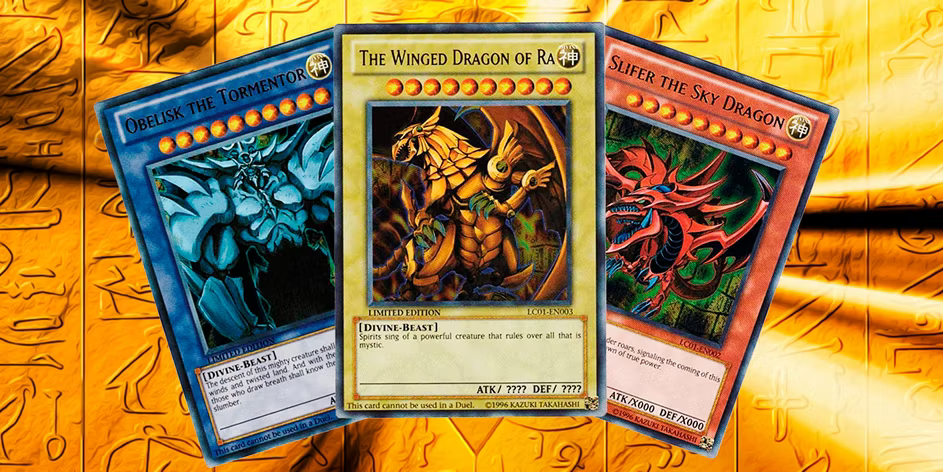 OBELISK THE TORMENTOR 神
LIMITED EDITION
[DIVINE-BEAST]
The descent of this mighty creature shall
winds and twisted land. And with the
those who draw breath shall know the
slumber.
A
This card cannot be used in a Duel.
THE WINGED DRAGON OF RA 神
LIMITED EDITION LC01-EN003
[DIVINE-BEAST]
Spirits sing of a powerful creature that rules over all that is
mystic.
ATK/ ???? DEF/ ????
This card cannot be used in a Duel. ©1996 KAZUKI TAKAHASHI
SLIFER THE SKY DRAGON 神
LC01-EN002
der roars, signaling the coming of this
wn of true power.
ATK/X000 DEF/X000
©1996 KAZUKI TAKAHASHI